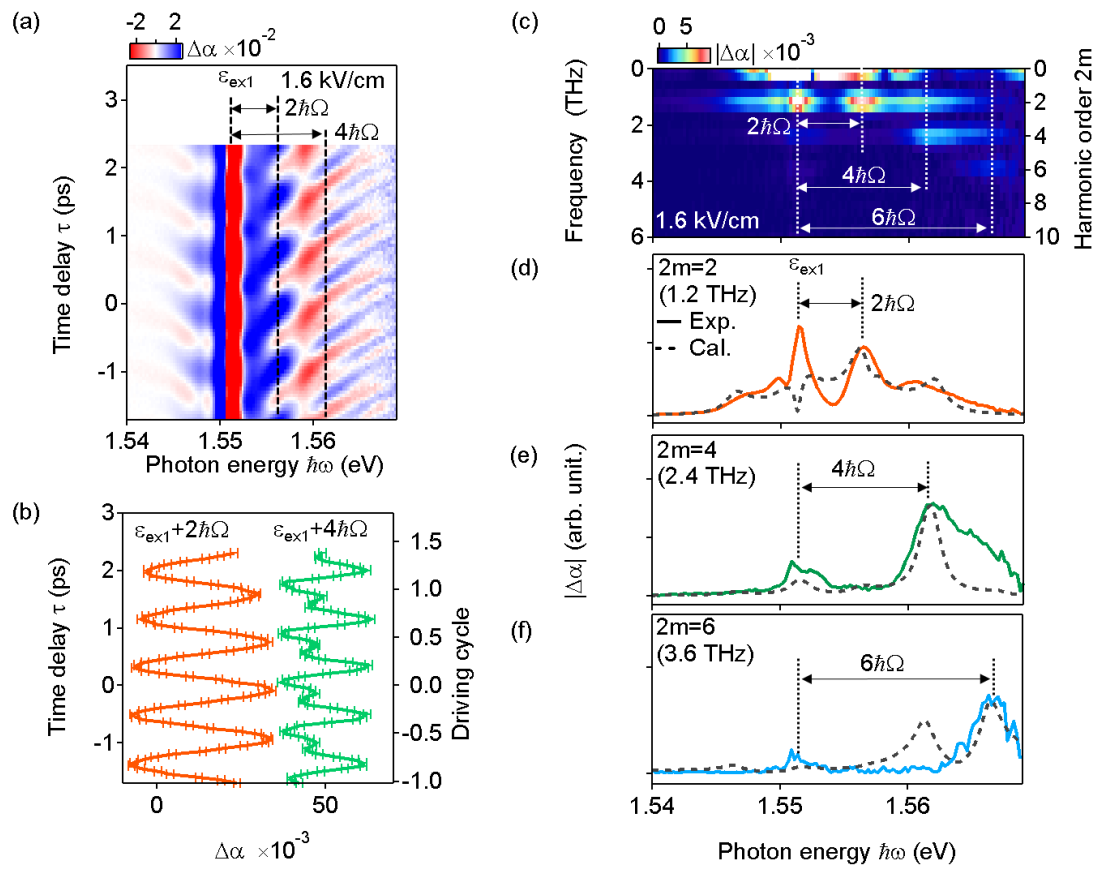 (a)
-2 2
Δα ×10⁻²
ε_ex1 1.6 kV/cm
2ℏΩ
4ℏΩ
3
2
1
0
-1
Time delay τ (ps)
1.54 1.55 1.56
Photon energy ℏω (eV)
(b)
ε_ex1+2ℏΩ ε_ex1+4ℏΩ
3
2
1
0
-1
Time delay τ (ps)
1.5
1.0
0.5
0.0
-0.5
-1.0
Driving cycle
0 50
Δα ×10⁻³
(c)
0 5
|Δα| ×10⁻³
0
2
4
6
Frequency (THz)
0
2
4
6
8
10
Harmonic order 2m
2ℏΩ
4ℏΩ
6ℏΩ
1.6 kV/cm
(d)
2m=2
(1.2 THz)
Exp.
Cal.
ε_ex1
2ℏΩ
(e)
2m=4
(2.4 THz)
4ℏΩ
|Δα| (arb. unit.)
(f)
2m=6
(3.6 THz)
6ℏΩ
1.54 1.55 1.56
Photon energy ℏω (eV)